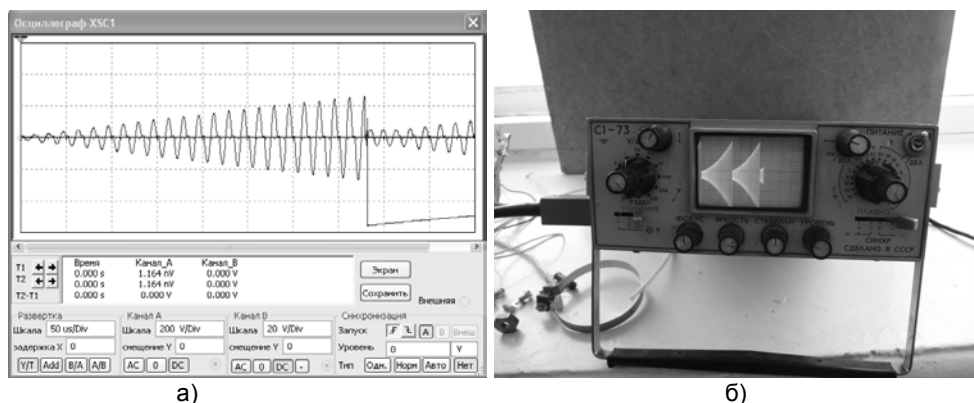 Осциллограф-XSC1
Время Канал_A Канал_B
T1 0.000 s 1.164 nV 0.000 V
T2 0.000 s 1.164 nV 0.000 V
T2-T1 0.000 s 0.000 V 0.000 V
Экран
Сохранить
Внешняя
Развертка
Шкала 50 us/Div
задержка X 0
Y/T Add B/A A/B
Канал A
Шкала 200 V/Div
смещение Y 0
AC 0 DC
Канал B
Шкала 20 V/Div
смещение Y 0
AC 0 DC -
Синхронизация
Запуск A B Внеш
Уровень 0 V
Тип Одн. Норм Авто Нет
С1-73
ПИТАНИЕ
УСИЛЕНИЕ
ФОКУС ЯРКОСТЬ СТАБИЛЬН УРОВЕНЬ
ПЛАВНО
СИНХР
СДЕЛАНО В СССР
а) б)